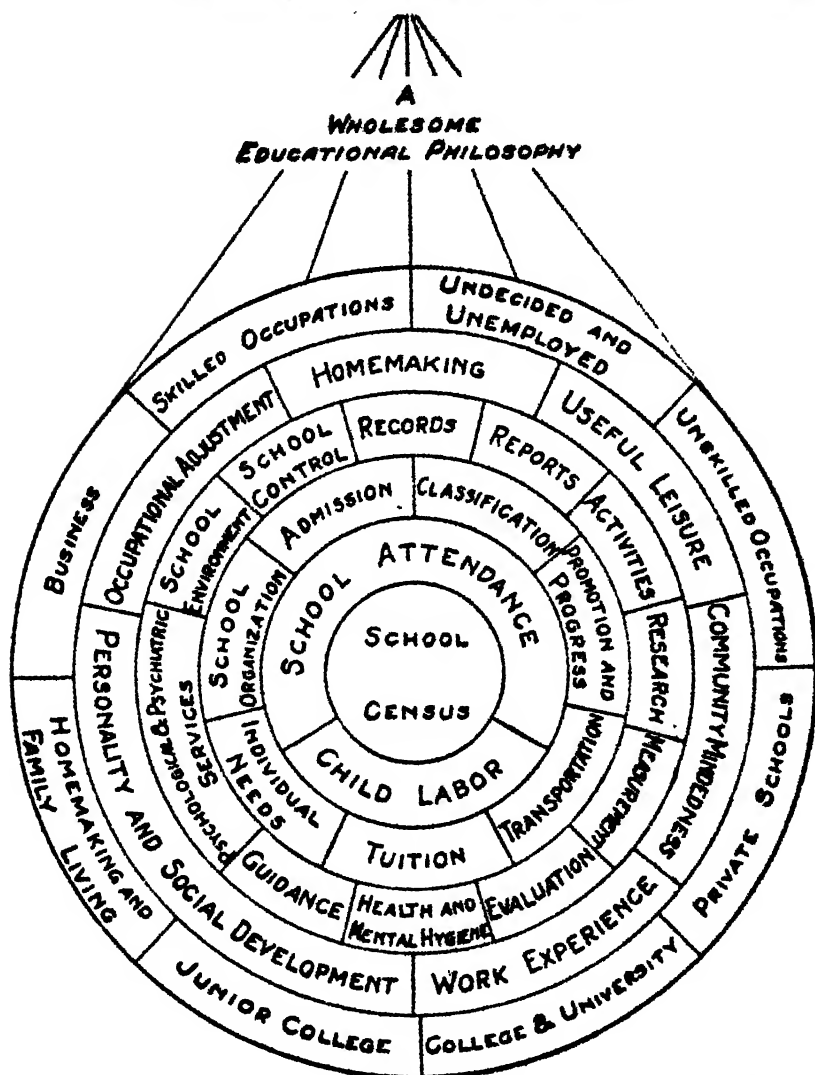 A
WHOLESOME
EDUCATIONAL PHILOSOPHY
SKILLED OCCUPATIONS
UNDECIDED AND
UNEMPLOYED
UNSKILLED OCCUPATIONS
PRIVATE SCHOOLS
COLLEGE & UNIVERSITY
JUNIOR COLLEGE
HOMEMAKING AND
FAMILY LIVING
BUSINESS
OCCUPATIONAL ADJUSTMENT
HOMEMAKING
USEFUL LEISURE
COMMUNITY MINDEDNESS
WORK EXPERIENCE
PERSONALITY AND SOCIAL DEVELOPMENT
SCHOOL
ENVIRONMENT
SCHOOL
CONTROL
RECORDS
REPORTS
ACTIVITIES
RESEARCH
MEASUREMENT
EVALUATION
HEALTH AND
MENTAL HYGIENE
GUIDANCE
PSYCHOLOGICAL & PSYCHIATRIC
SERVICES
SCHOOL
ORGANIZATION
ADMISSION
CLASSIFICATION
PROMOTION AND
PROGRESS
TRANSPORTATION
TUITION
INDIVIDUAL
NEEDS
SCHOOL ATTENDANCE
CHILD LABOR
SCHOOL
CENSUS